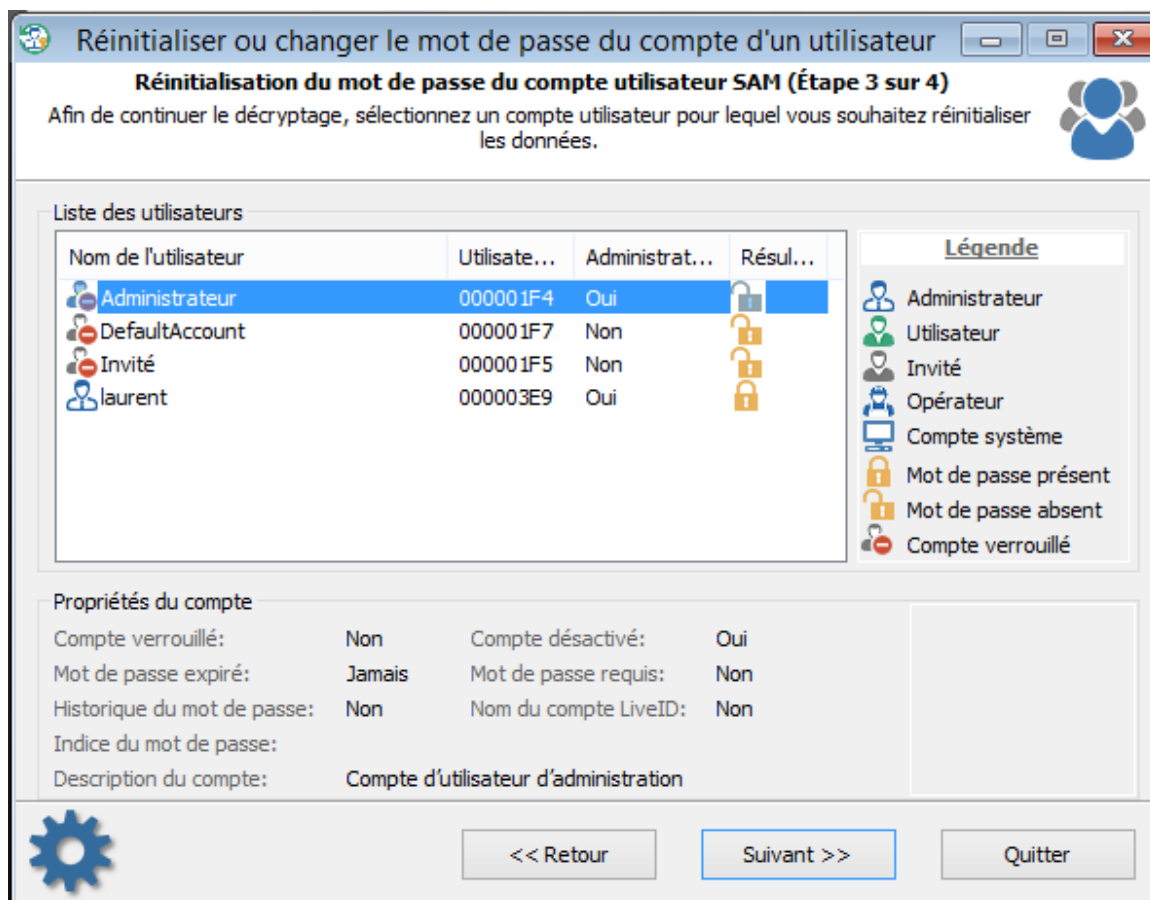 Réinitialiser ou changer le mot de passe du compte d'un utilisateur
Réinitialisation du mot de passe du compte utilisateur SAM (Étape 3 sur 4)
Afin de continuer le décryptage, sélectionnez un compte utilisateur pour lequel vous souhaitez réinitialiser
les données.
Liste des utilisateurs
Nom de l'utilisateur Utilisate... Administrat... Résul...
Administrateur 000001F4 Oui
DefaultAccount 000001F7 Non
Invité 000001F5 Non
laurent 000003E9 Oui
Légende
Administrateur
Utilisateur
Invité
Opérateur
Compte système
Mot de passe présent
Mot de passe absent
Compte verrouillé
Propriétés du compte
Compte verrouillé: Non Compte désactivé: Oui
Mot de passe expiré: Jamais Mot de passe requis: Non
Historique du mot de passe: Non Nom du compte LiveID: Non
Indice du mot de passe:
Description du compte: Compte d’utilisateur d’administration
<< Retour Suivant >> Quitter